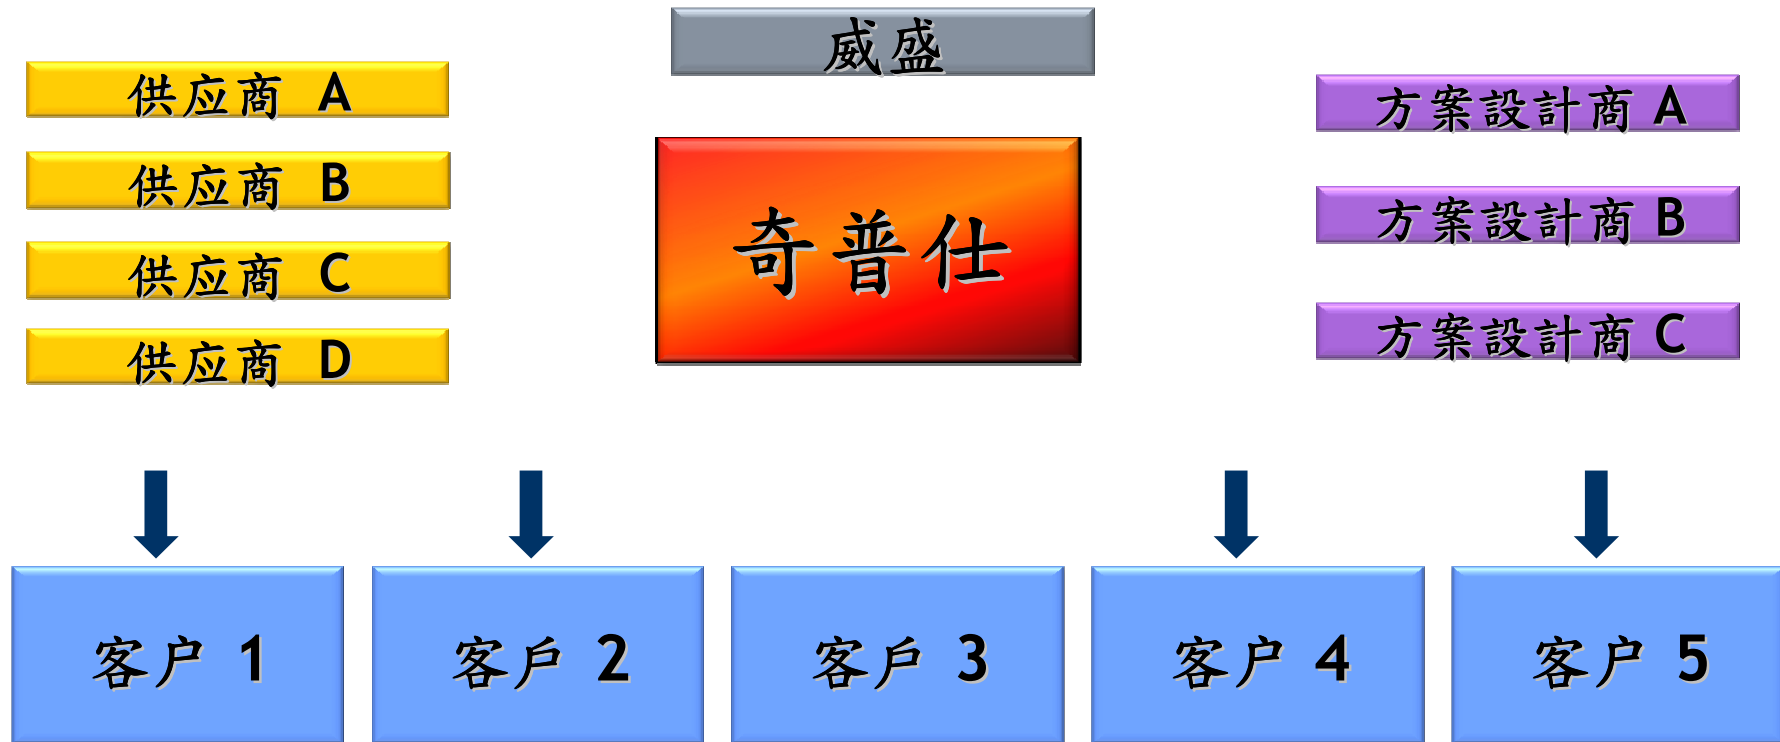 威盛
供应商 A
供应商 B
供应商 C
供应商 D
奇普仕
方案設計商 A
方案設計商 B
方案設計商 C
客户 1
客戶 2
客戶 3
客户 4
客户 5